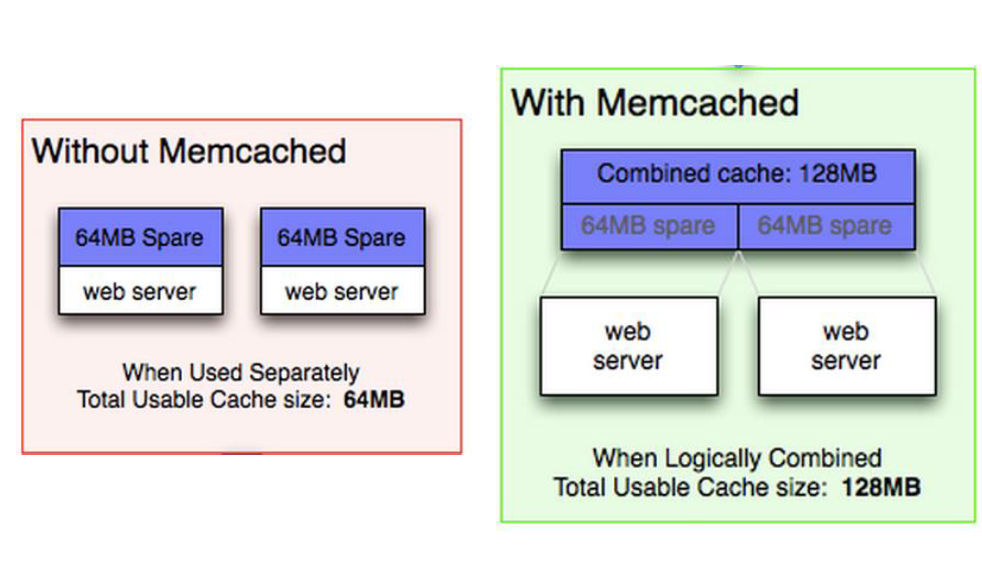 Without Memcached
64MB Spare
web server
64MB Spare
web server
When Used Separately
Total Usable Cache size: 64MB
With Memcached
Combined cache: 128MB
64MB spare
64MB spare
web
server
web
server
When Logically Combined
Total Usable Cache size: 128MB